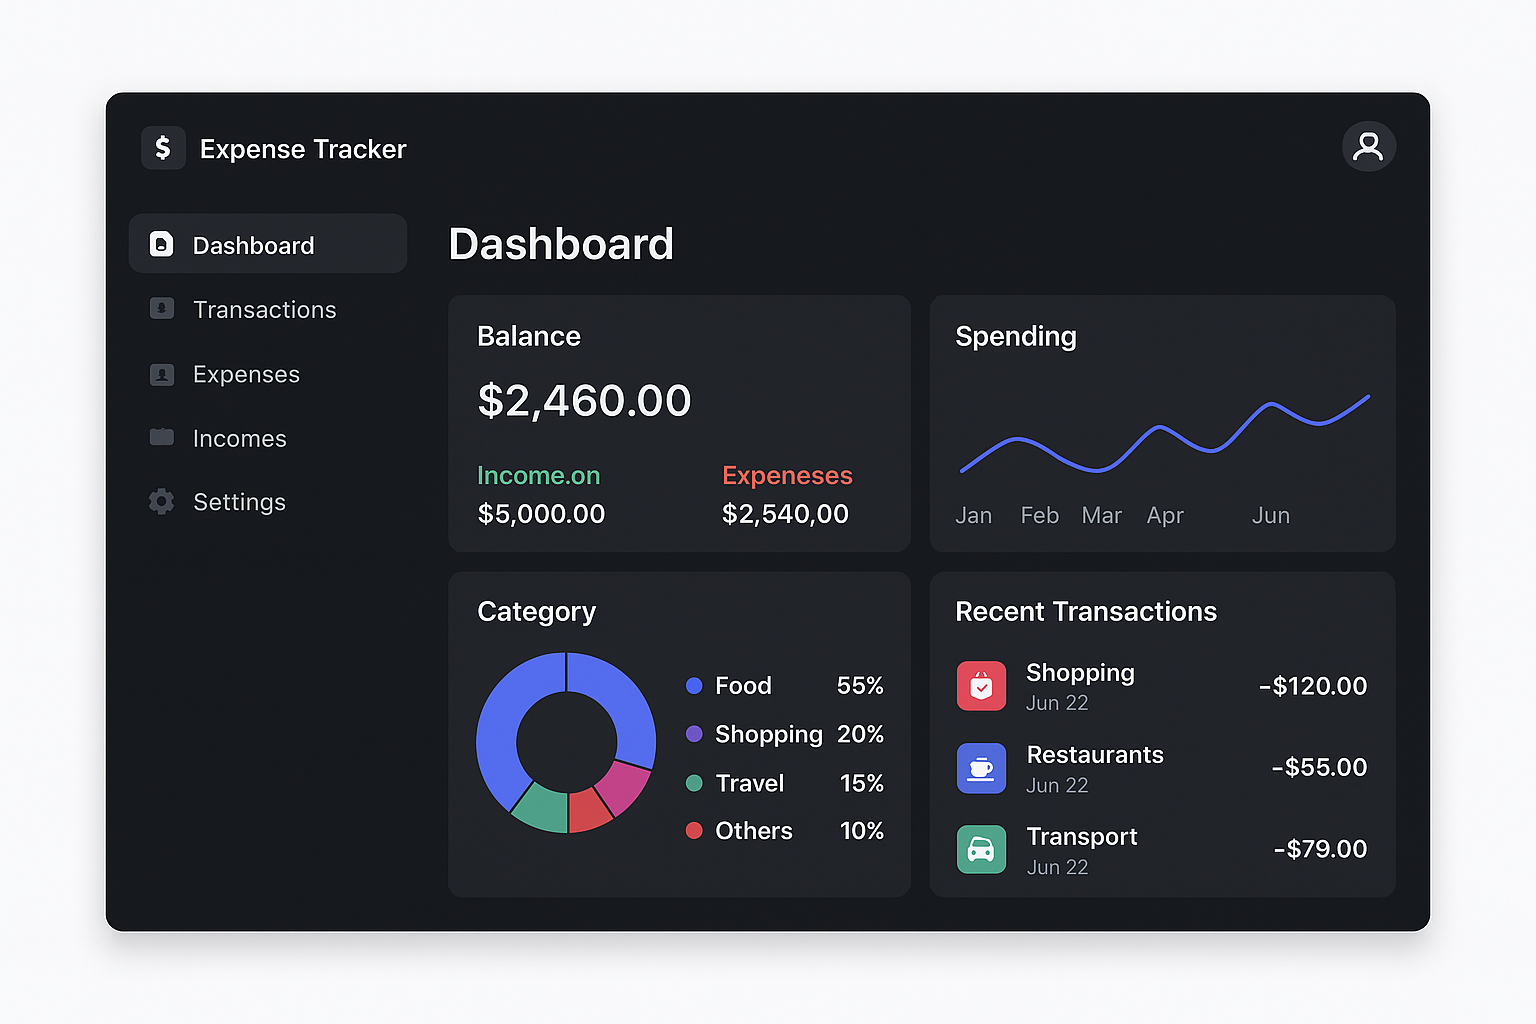 $ Expense Tracker
Dashboard
Transactions
Expenses
Incomes
Settings
Dashboard
Balance
$2,460.00
Income.on Expeneses
$5,000.00 $2,540,00
Spending
Jan Feb Mar Apr Jun
Category
Food 55%
Shopping 20%
Travel 15%
Others 10%
Recent Transactions
Shopping
Jun 22
-$120.00
Restaurants
Jun 22
-$55.00
Transport
Jun 22
-$79.00